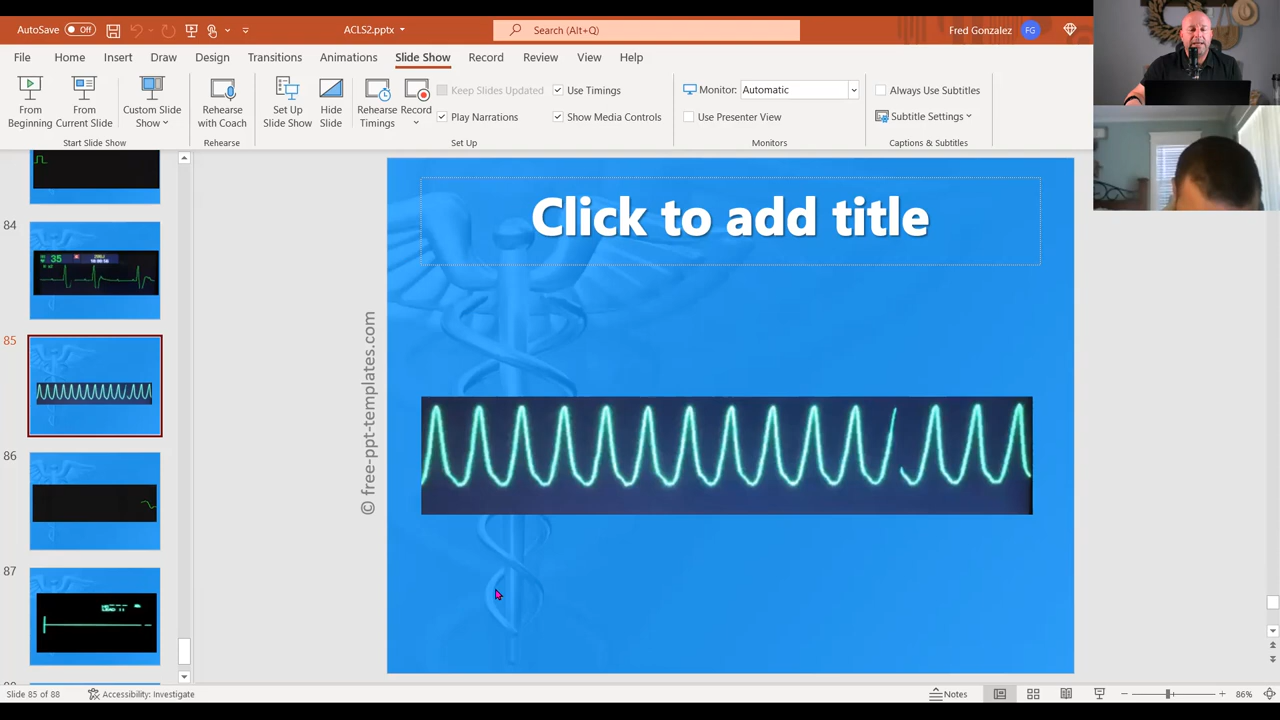 AutoSave Off ACLS2.pptx Search (Alt+Q) Fred Gonzalez FG
File Home Insert Draw Design Transitions Animations Slide Show Record Review View Help
From Beginning
From Current Slide
Custom Slide Show
Rehearse with Coach
Set Up Slide Show
Hide Slide
Rehearse Timings
Record
Keep Slides Updated
Play Narrations
Use Timings
Show Media Controls
Monitor: Automatic
Use Presenter View
Always Use Subtitles
Subtitle Settings
Start Slide Show Rehearse Set Up Monitors Captions & Subtitles
84
35
85
86
87
Click to add title
© free-ppt-templates.com
Slide 85 of 88 Accessibility: Investigate Notes 86%